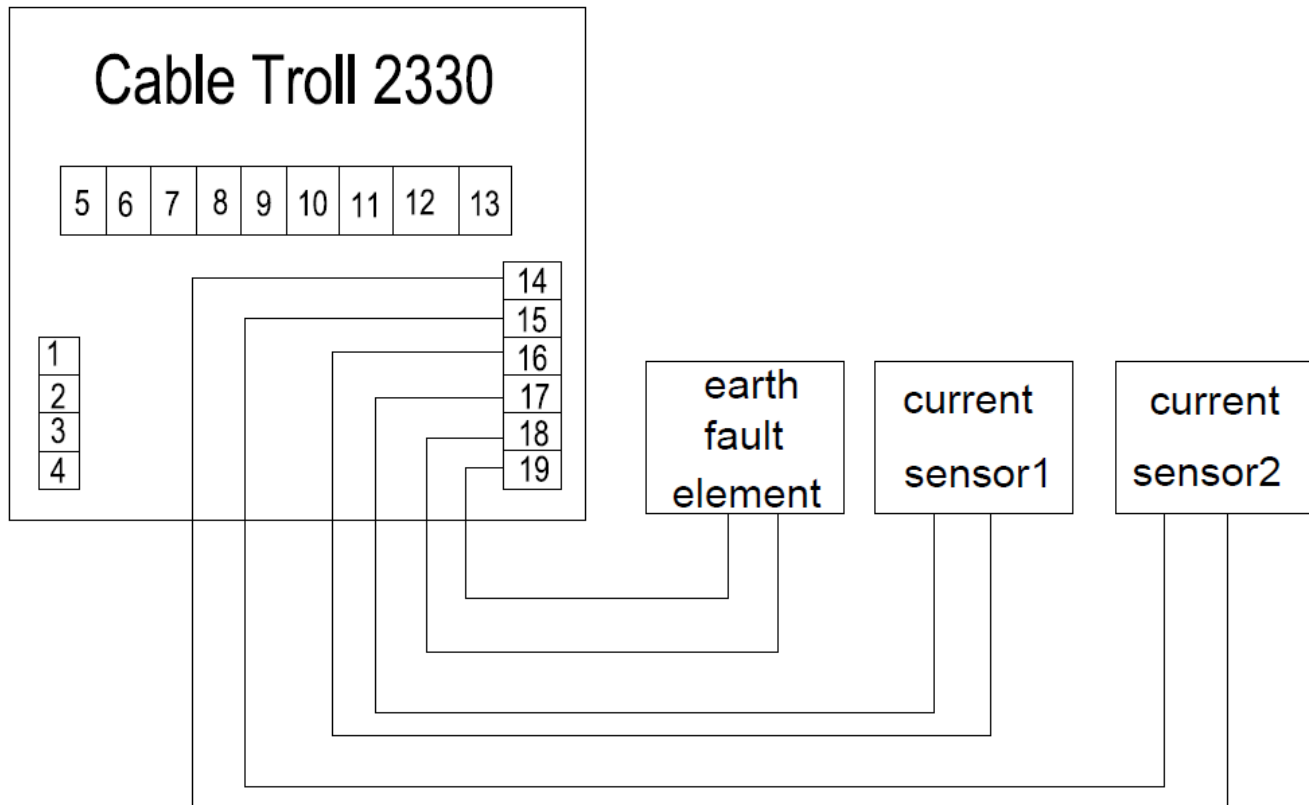 Cable Troll 2330
5 6 7 8 9 10 11 12 13
14
15
16
17
18
19
1
2
3
4
earth
fault
element
current
sensor1
current
sensor2